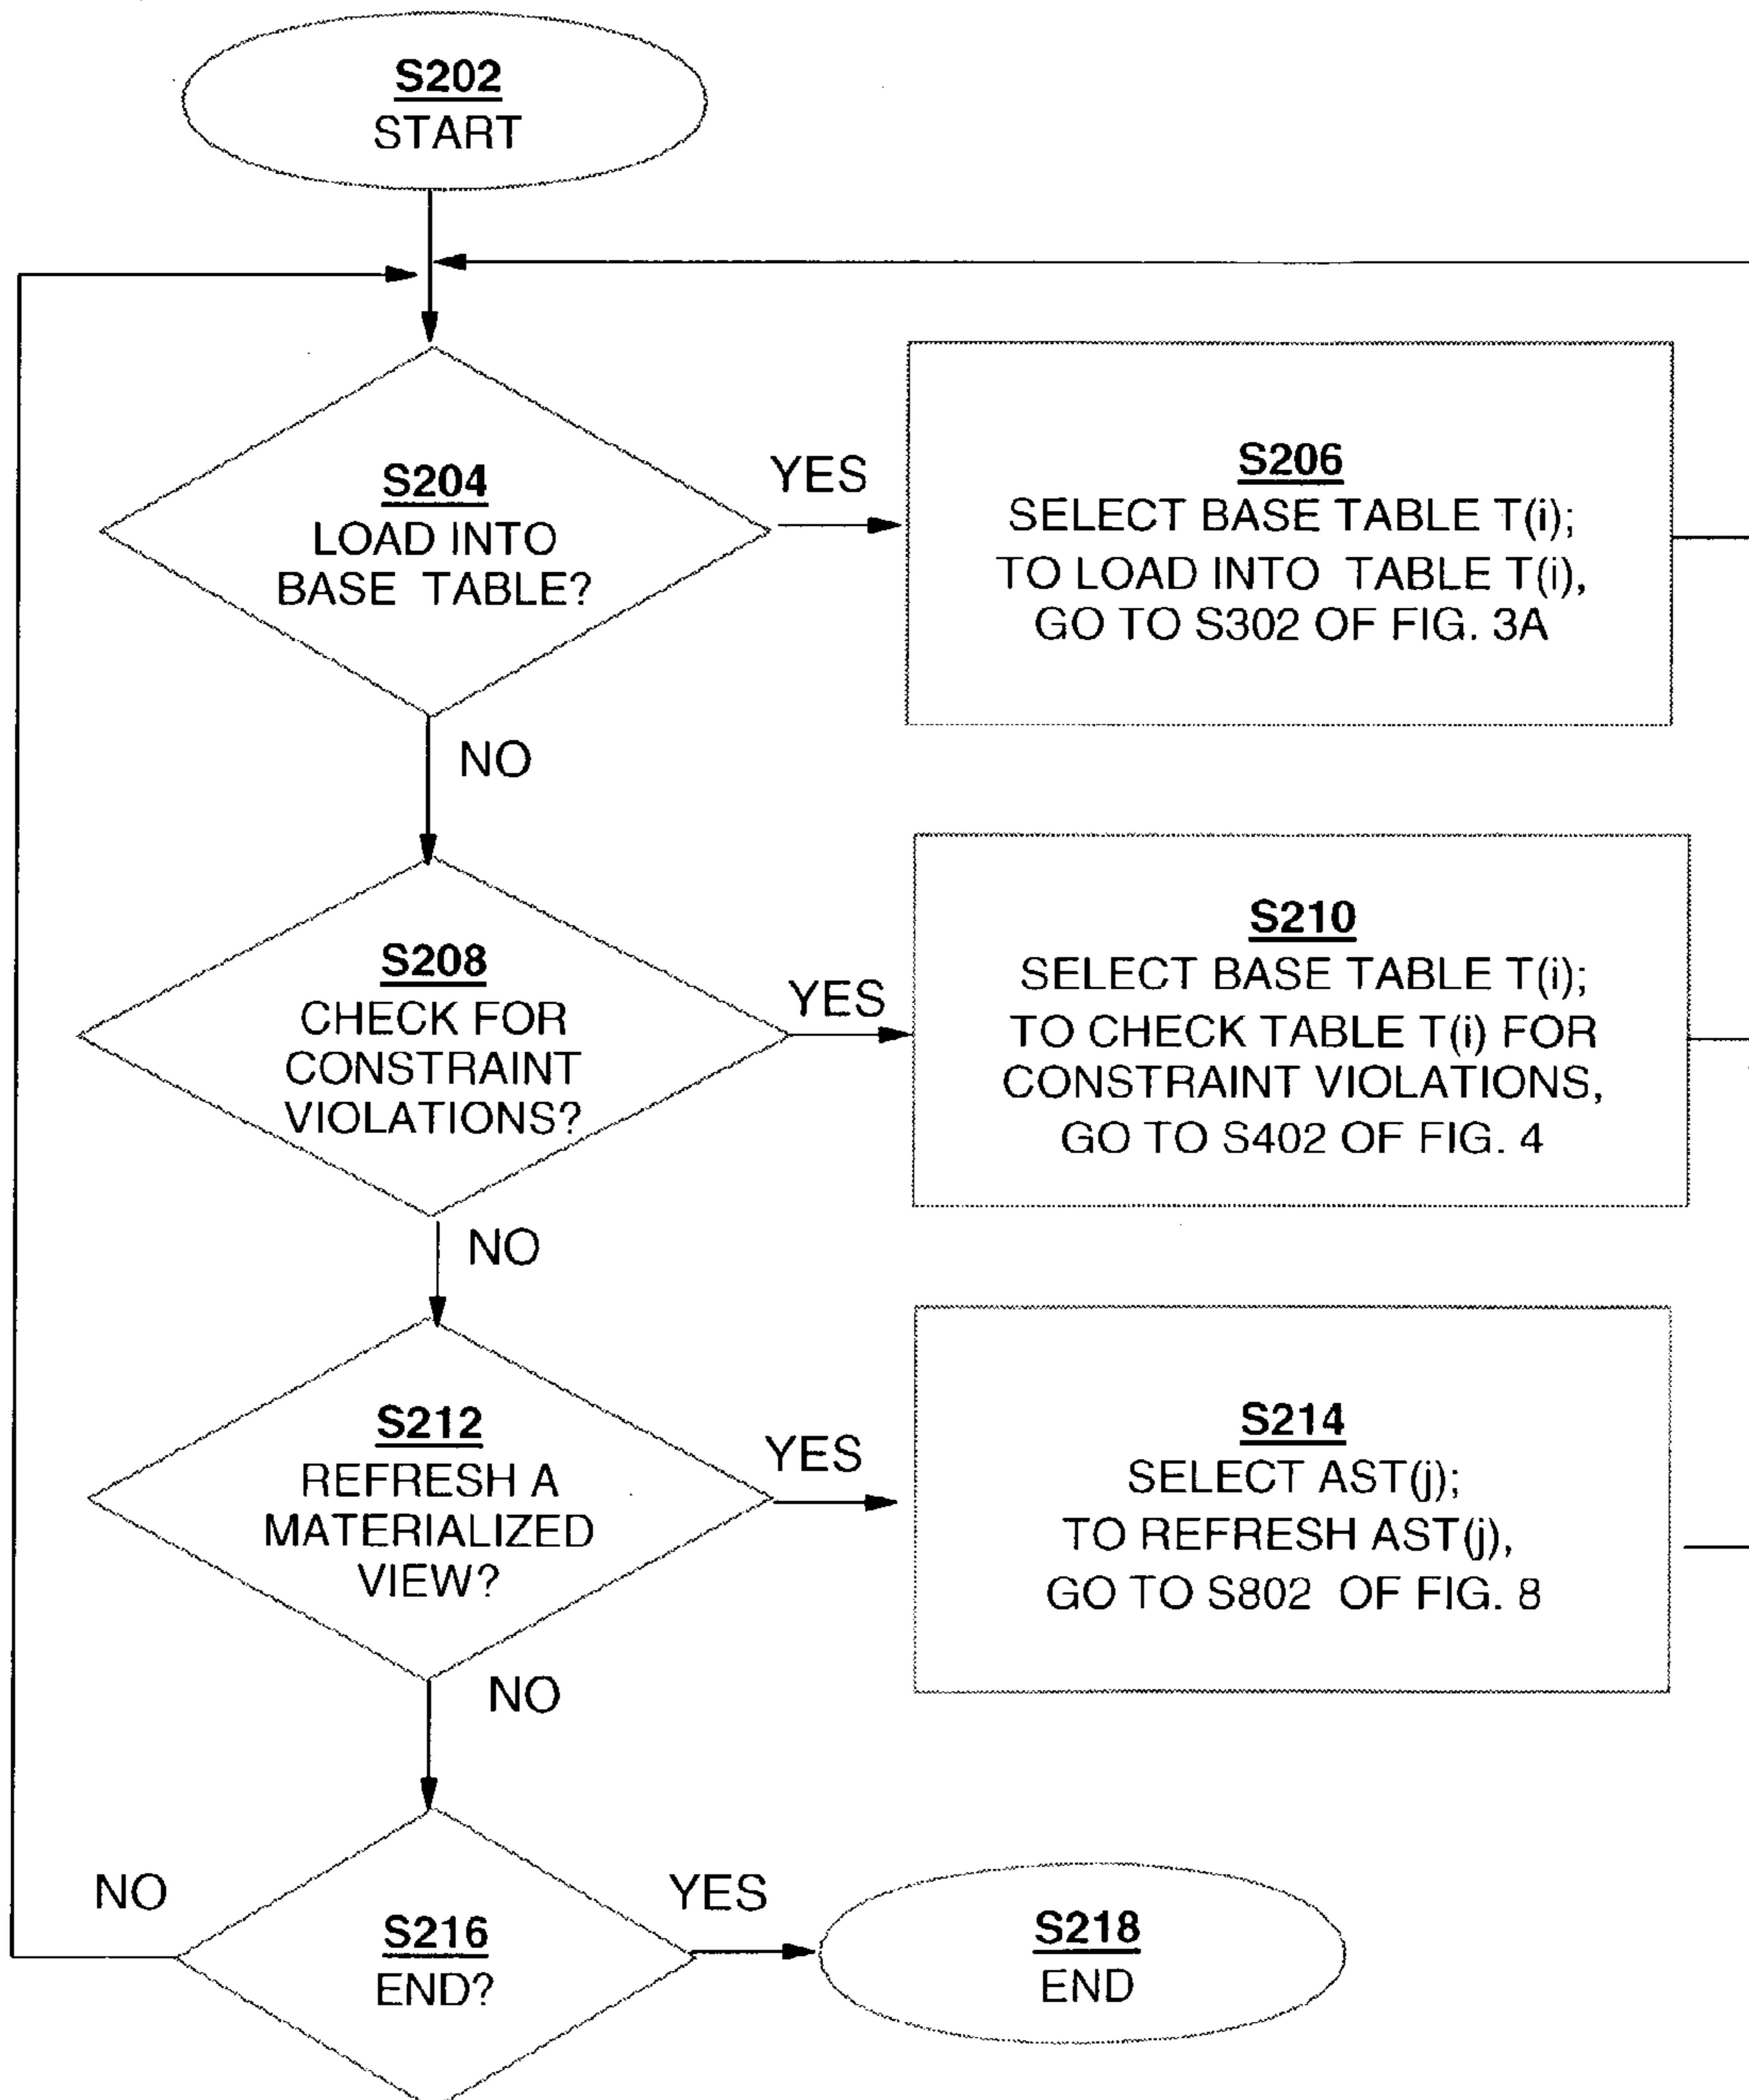 S202
START
S204
LOAD INTO
BASE TABLE?
YES
S206
SELECT BASE TABLE T(i);
TO LOAD INTO TABLE T(i),
GO TO S302 OF FIG. 3A
NO
S208
CHECK FOR
CONSTRAINT
VIOLATIONS?
YES
S210
SELECT BASE TABLE T(i);
TO CHECK TABLE T(i) FOR
CONSTRAINT VIOLATIONS,
GO TO S402 OF FIG. 4
NO
S212
REFRESH A
MATERIALIZED
VIEW?
YES
S214
SELECT AST(j);
TO REFRESH AST(j),
GO TO S802 OF FIG. 8
NO
NO
S216
END?
YES
S218
END